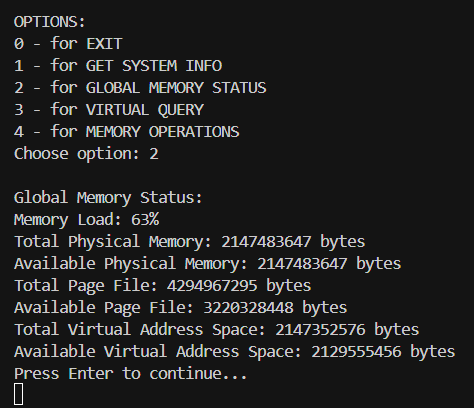 OPTIONS:
0 - for EXIT
1 - for GET SYSTEM INFO
2 - for GLOBAL MEMORY STATUS
3 - for VIRTUAL QUERY
4 - for MEMORY OPERATIONS
Choose option: 2
Global Memory Status:
Memory Load: 63%
Total Physical Memory: 2147483647 bytes
Available Physical Memory: 2147483647 bytes
Total Page File: 4294967295 bytes
Available Page File: 3220328448 bytes
Total Virtual Address Space: 2147352576 bytes
Available Virtual Address Space: 2129555456 bytes
Press Enter to continue...